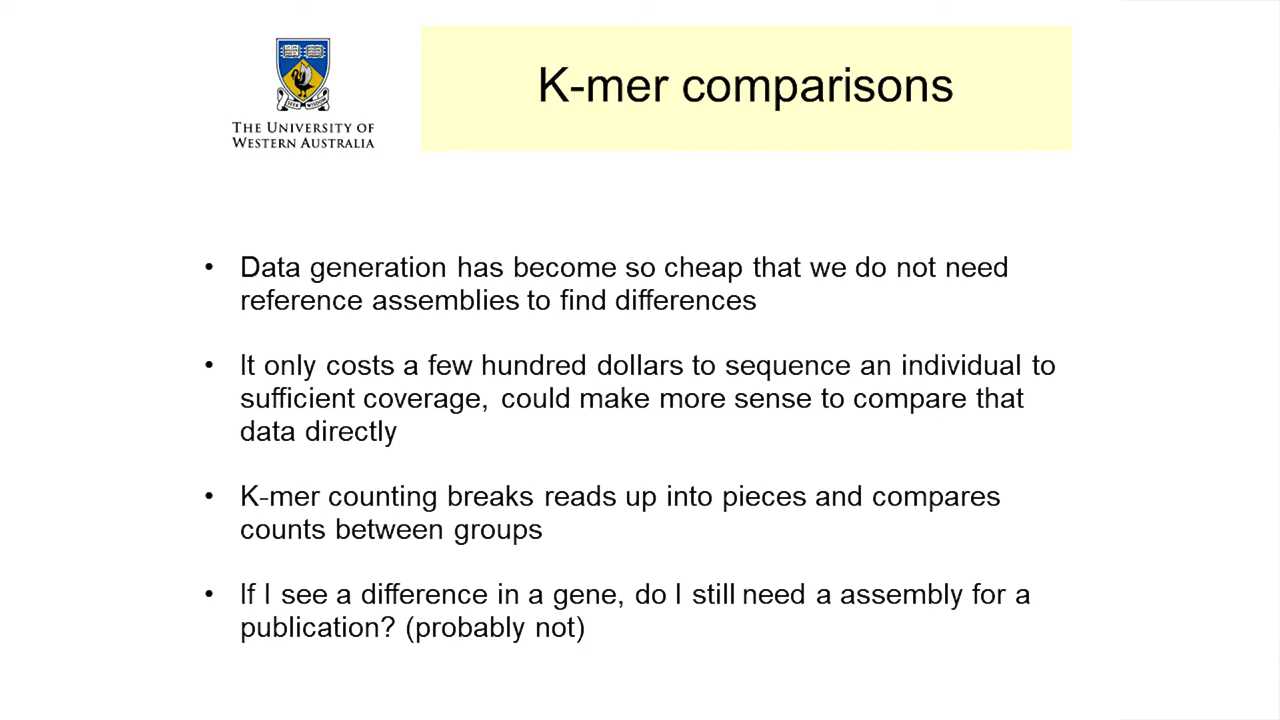 K-mer comparisons
THE UNIVERSITY OF
WESTERN AUSTRALIA
• Data generation has become so cheap that we do not need
reference assemblies to find differences
• It only costs a few hundred dollars to sequence an individual to
sufficient coverage, could make more sense to compare that
data directly
• K-mer counting breaks reads up into pieces and compares
counts between groups
• If I see a difference in a gene, do I still need a assembly for a
publication? (probably not)